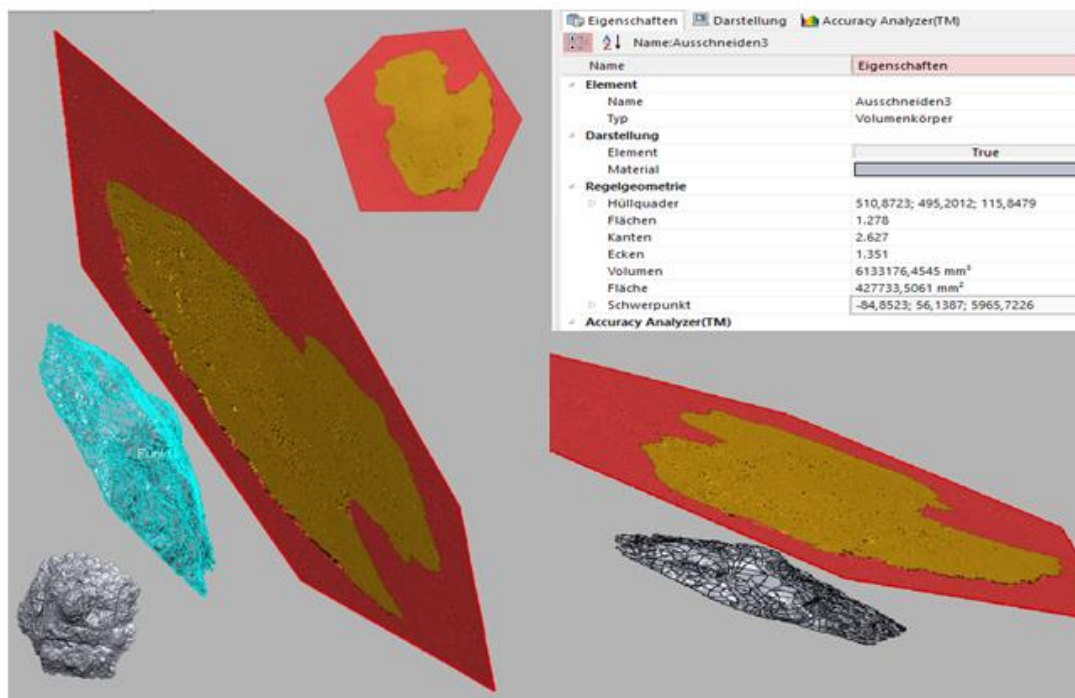 Eigenschaften Darstellung Accuracy Analyzer(TM)
Name:Ausschneiden3
Name Eigenschaften
Element
Name Ausschneiden3
Typ Volumenkörper
Darstellung
Element True
Material
Regelgeometrie
Hüllquader 510,8723; 495,2012; 115,8479
Flächen 1.278
Kanten 2.627
Ecken 1.351
Volumen 6133176,4545 mm³
Fläche 427733,5061 mm²
Schwerpunkt -84,8523; 56,1387; 5965,7226
Accuracy Analyzer(TM)